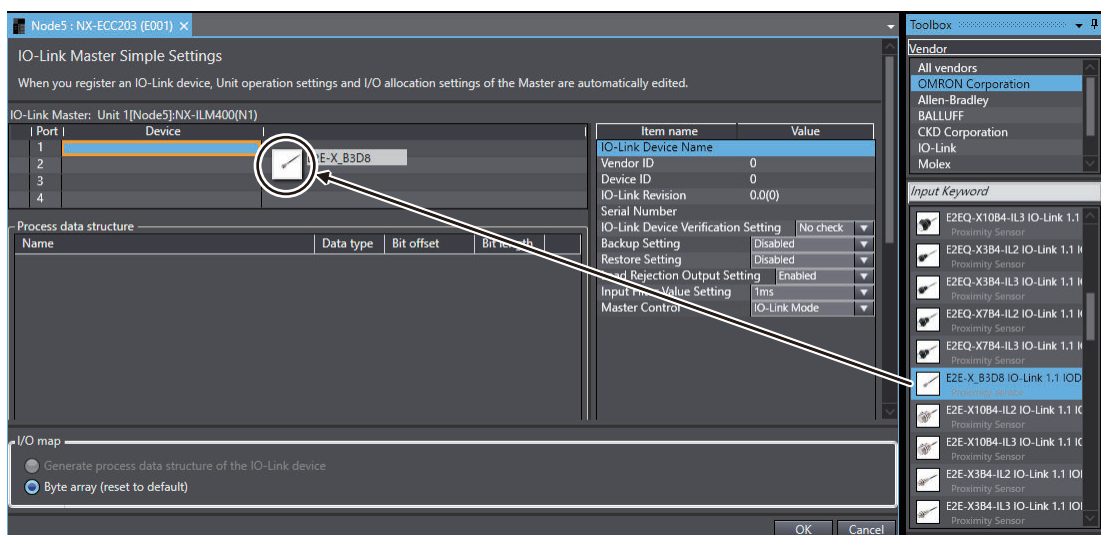 Node5 : NX-ECC203 (E001) ×
IO-Link Master Simple Settings
When you register an IO-Link device, Unit operation settings and I/O allocation settings of the Master are automatically edited.
IO-Link Master: Unit 1[Node5]:NX-ILM400(N1)
Port Device
1
2
3
4
E2E-X_B3D8
Process data structure
Name Data type Bit offset Bit length
Item name Value
IO-Link Device Name
Vendor ID 0
Device ID 0
IO-Link Revision 0.0(0)
Serial Number
IO-Link Device Verification Setting No check
Backup Setting Disabled
Restore Setting Disabled
Load Rejection Output Setting Enabled
Input Filter Value Setting 1ms
Master Control IO-Link Mode
I/O map
Generate process data structure of the IO-Link device
Byte array (reset to default)
OK Cancel
Toolbox
Vendor
All vendors
OMRON Corporation
Allen-Bradley
BALLUFF
CKD Corporation
IO-Link
Molex
Input Keyword
E2EQ-X10B4-IL3 IO-Link 1.1
Proximity Sensor
E2EQ-X3B4-IL2 IO-Link 1.1
Proximity Sensor
E2EQ-X3B4-IL3 IO-Link 1.1
Proximity Sensor
E2EQ-X7B4-IL2 IO-Link 1.1
Proximity Sensor
E2EQ-X7B4-IL3 IO-Link 1.1
Proximity Sensor
E2E-X_B3D8 IO-Link 1.1 IOD
Proximity Sensor
E2E-X10B4-IL2 IO-Link 1.1
Proximity Sensor
E2E-X10B4-IL3 IO-Link 1.1
Proximity Sensor
E2E-X3B4-IL2 IO-Link 1.1 IO
Proximity Sensor
E2E-X3B4-IL3 IO-Link 1.1 IO
Proximity Sensor